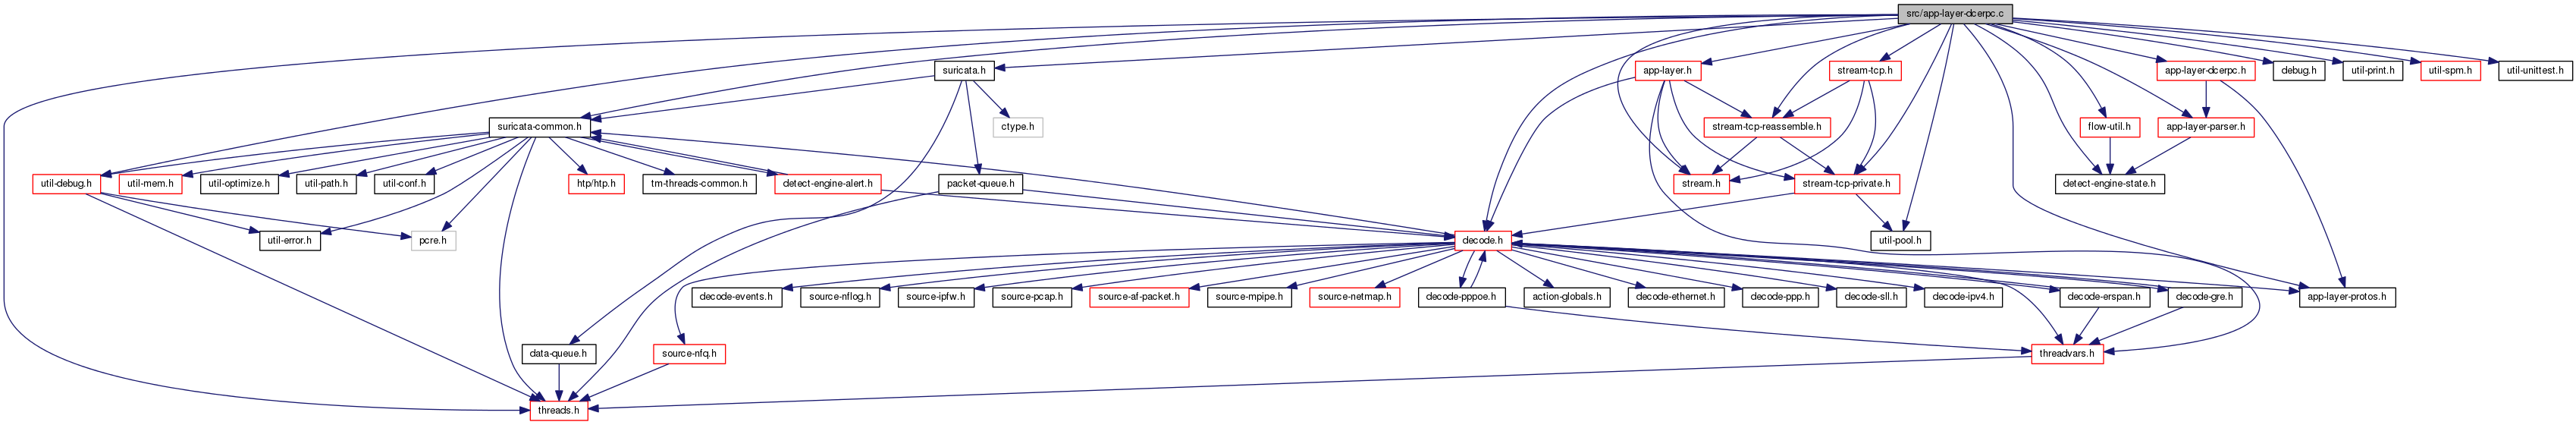 src/app-layer-dcerpc.c
suricata.h
app-layer.h
stream-tcp.h
app-layer-dcerpc.h
debug.h
util-print.h
util-spm.h
util-unittest.h
suricata-common.h
ctype.h
stream-tcp-reassemble.h
flow-util.h
app-layer-parser.h
util-debug.h
util-mem.h
util-optimize.h
util-path.h
util-conf.h
htp/htp.h
tm-threads-common.h
detect-engine-alert.h
packet-queue.h
stream.h
stream-tcp-private.h
detect-engine-state.h
util-error.h
pcre.h
decode.h
util-pool.h
decode-events.h
source-nflog.h
source-ipfw.h
source-pcap.h
source-af-packet.h
source-mpipe.h
source-netmap.h
decode-pppoe.h
action-globals.h
decode-ethernet.h
decode-ppp.h
decode-sll.h
decode-ipv4.h
decode-erspan.h
decode-gre.h
app-layer-protos.h
data-queue.h
source-nfq.h
threadvars.h
threads.h